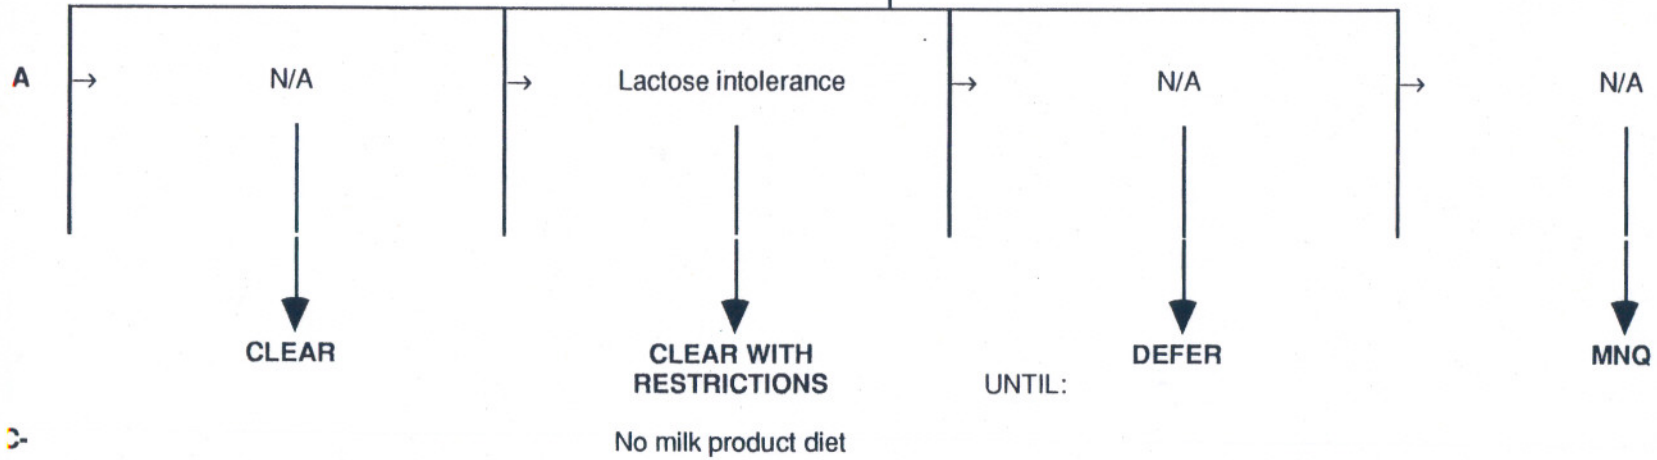 A → N/A → Lactose intolerance → N/A → N/A
CLEAR CLEAR WITH DEFER MNQ
RESTRICTIONS UNTIL:
No milk product diet